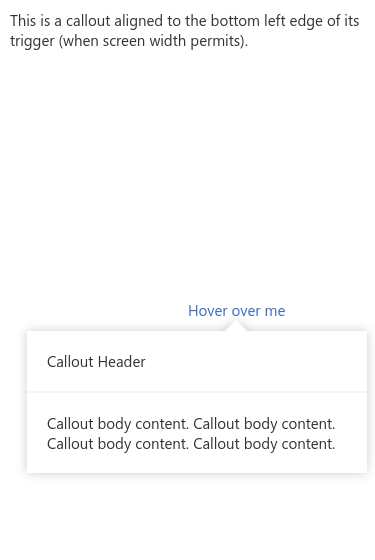 This is a callout aligned to the bottom left edge of its
trigger (when screen width permits).
Hover over me
Callout Header
Callout body content. Callout body content.
Callout body content. Callout body content.